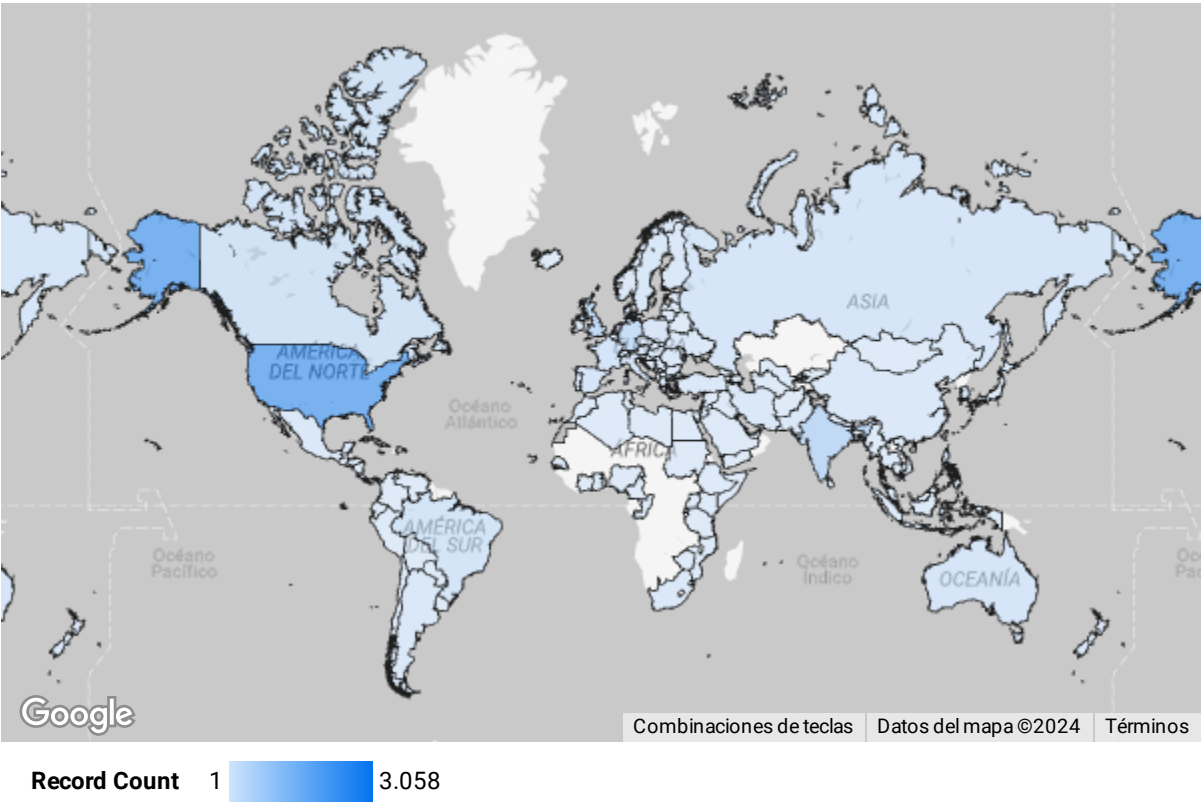 ASIA
AMÉRICA
DEL NORTE
EUROPA
Océano
Atlántico
ÁFRICA
AMÉRICA
DEL SUR
Océano
Pacífico
Océano
Índico
OCEANÍA
Google
Combinaciones de teclas
Datos del mapa ©2024
Términos
Record Count 1 3.058